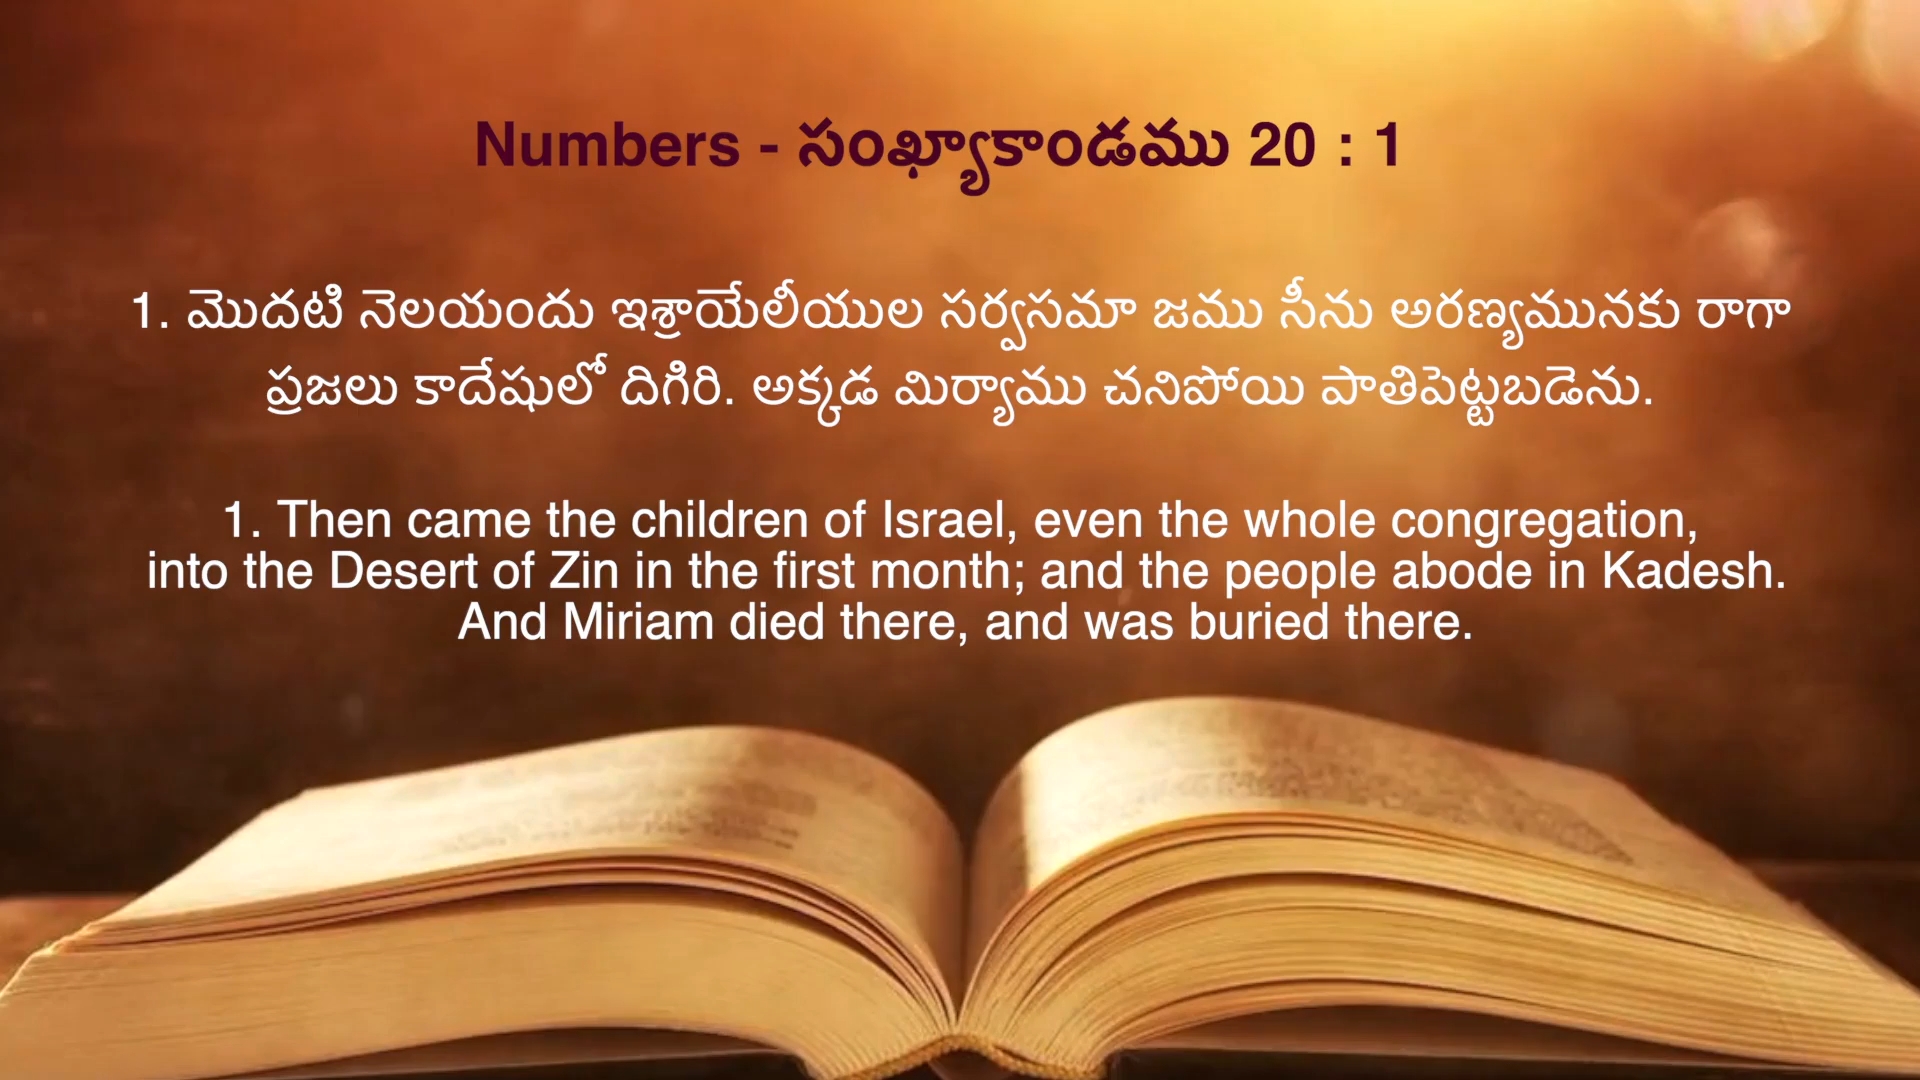 Numbers - సంఖ్యాకాండము 20 : 1
1. మొదటి నెలయందు ఇశ్రాయేలీయుల సర్వసమా జము సీను అరణ్యమునకు రాగా
ప్రజలు కాదేషులో దిగిరి. అక్కడ మిర్యాము చనిపోయి పాతిపెట్టబడెను.
1. Then came the children of Israel, even the whole congregation,
into the Desert of Zin in the first month; and the people abode in Kadesh.
And Miriam died there, and was buried there.